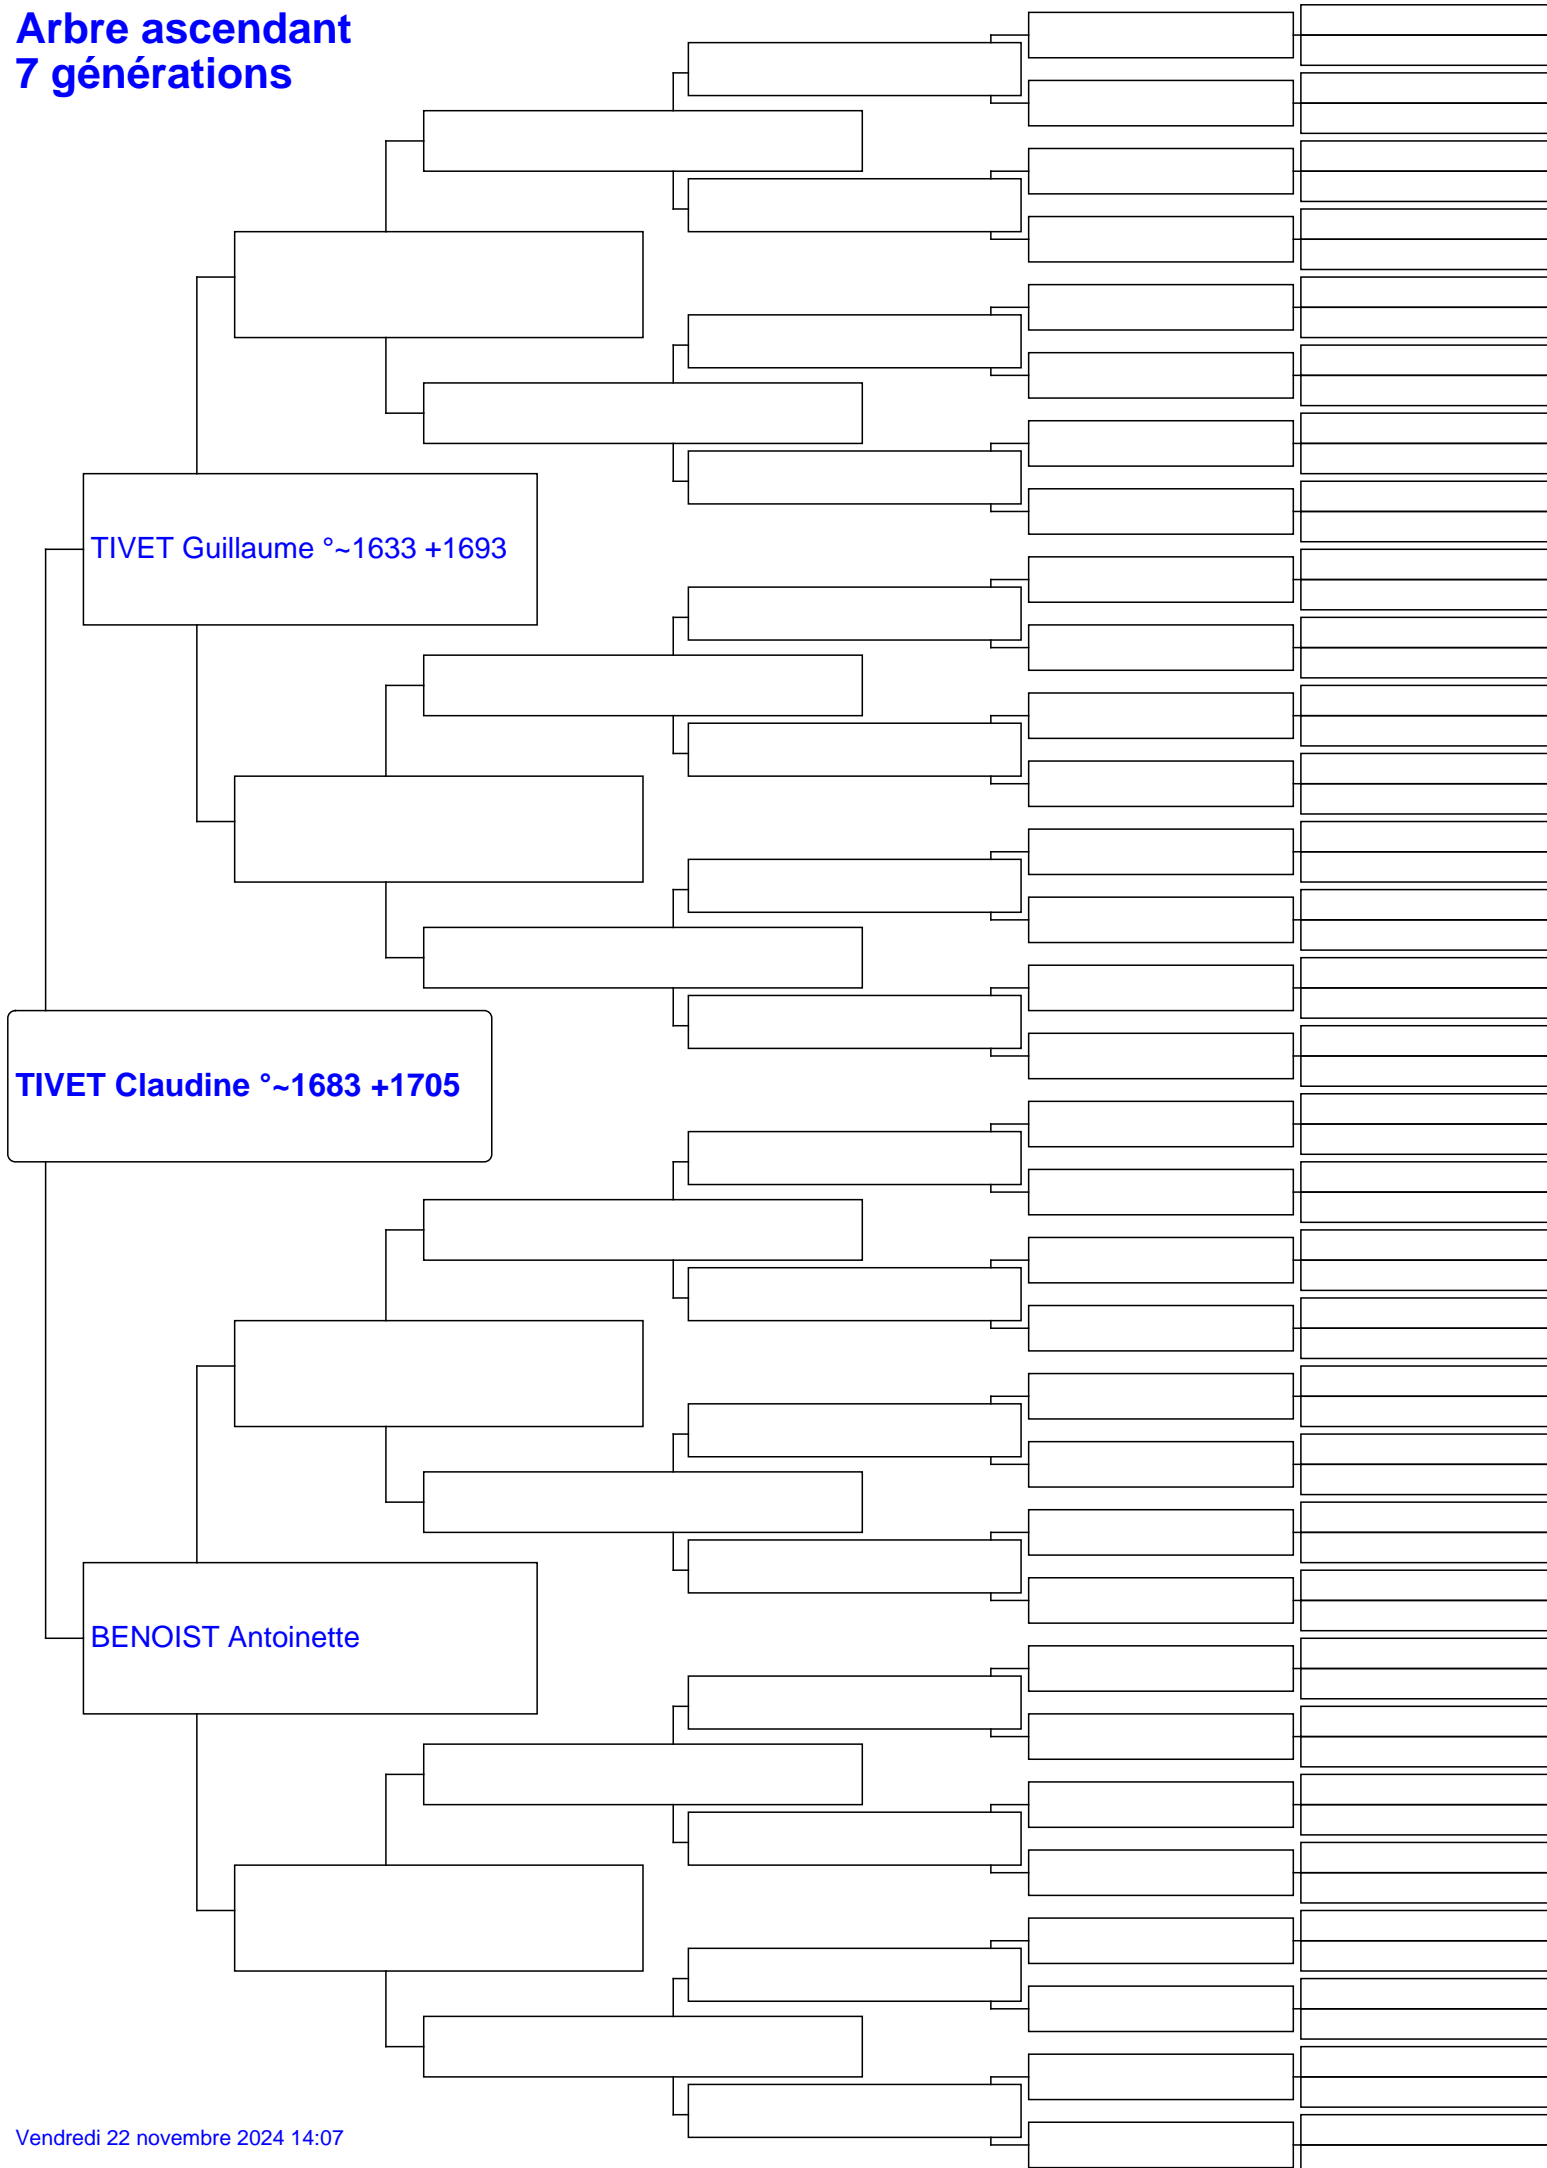 Arbre ascendant
7 générations
TIVET Guillaume °~1633 +1693
TIVET Claudine °~1683 +1705
BENOIST Antoinette
Vendredi 22 novembre 2024 14:07